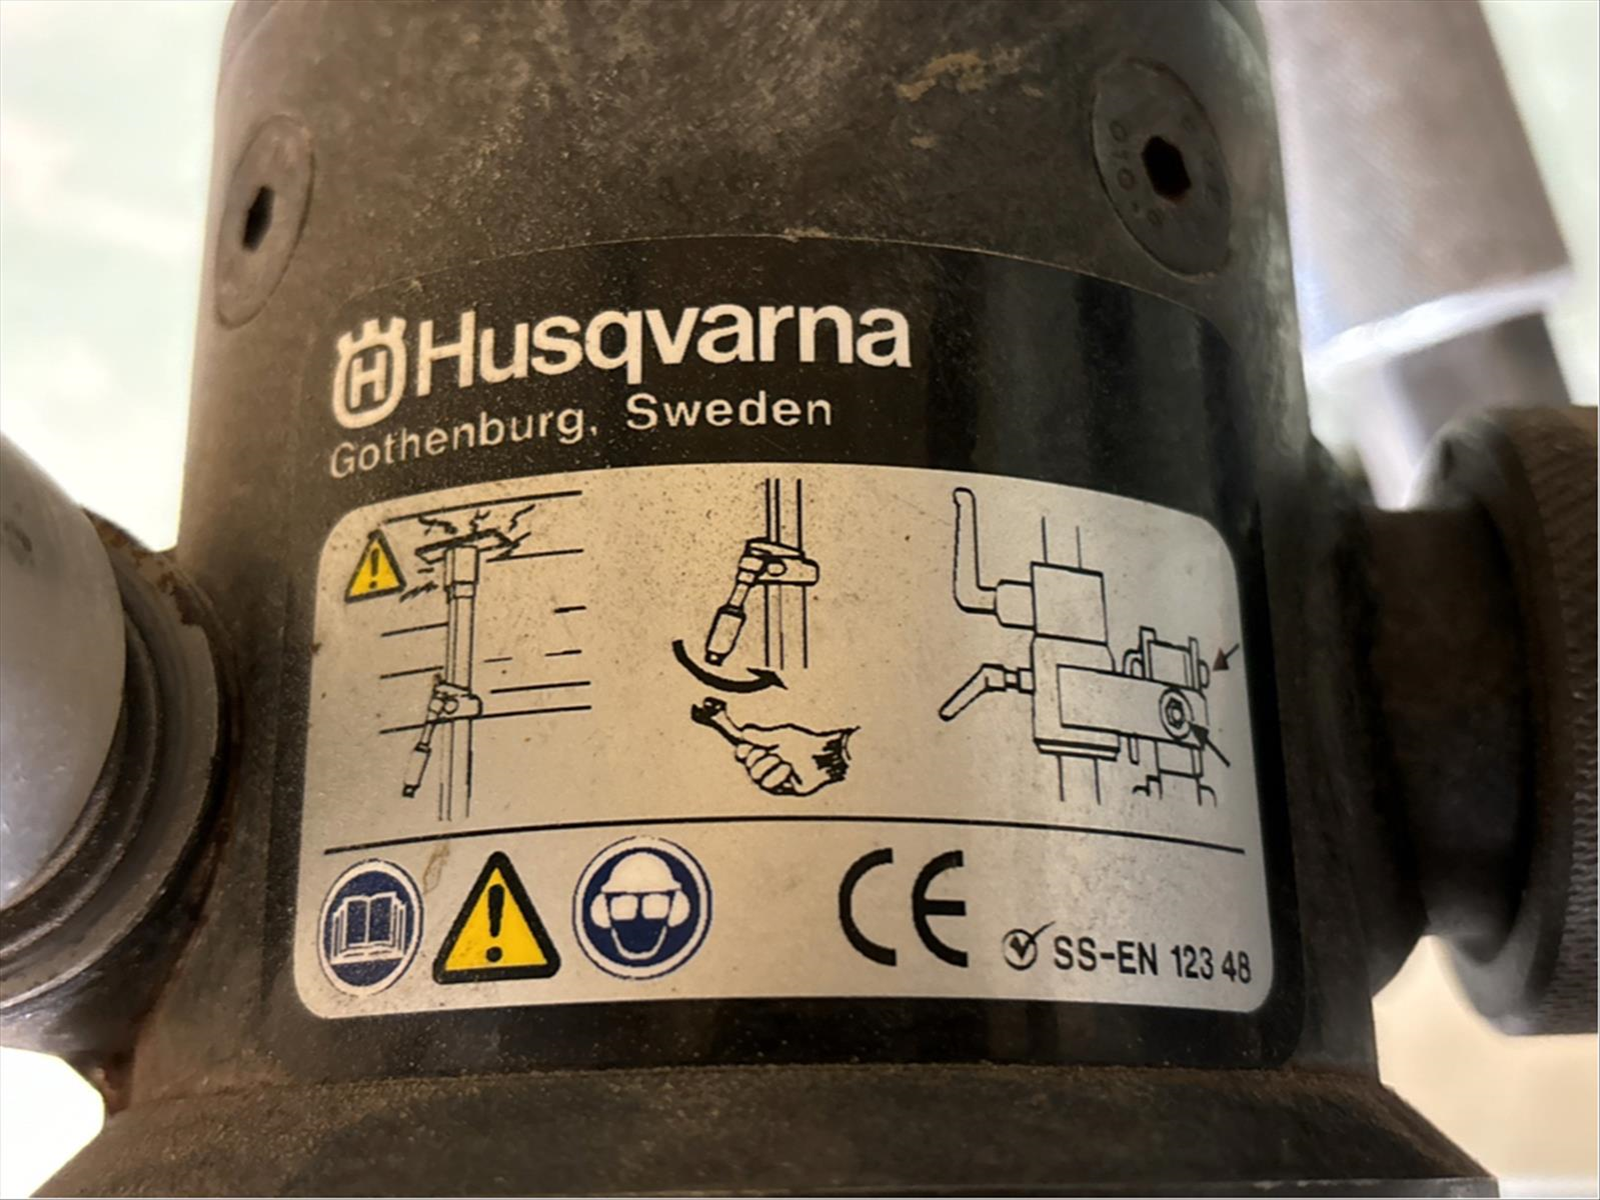 H Husqvarna
Gothenburg, Sweden
CE
SS-EN 123 48